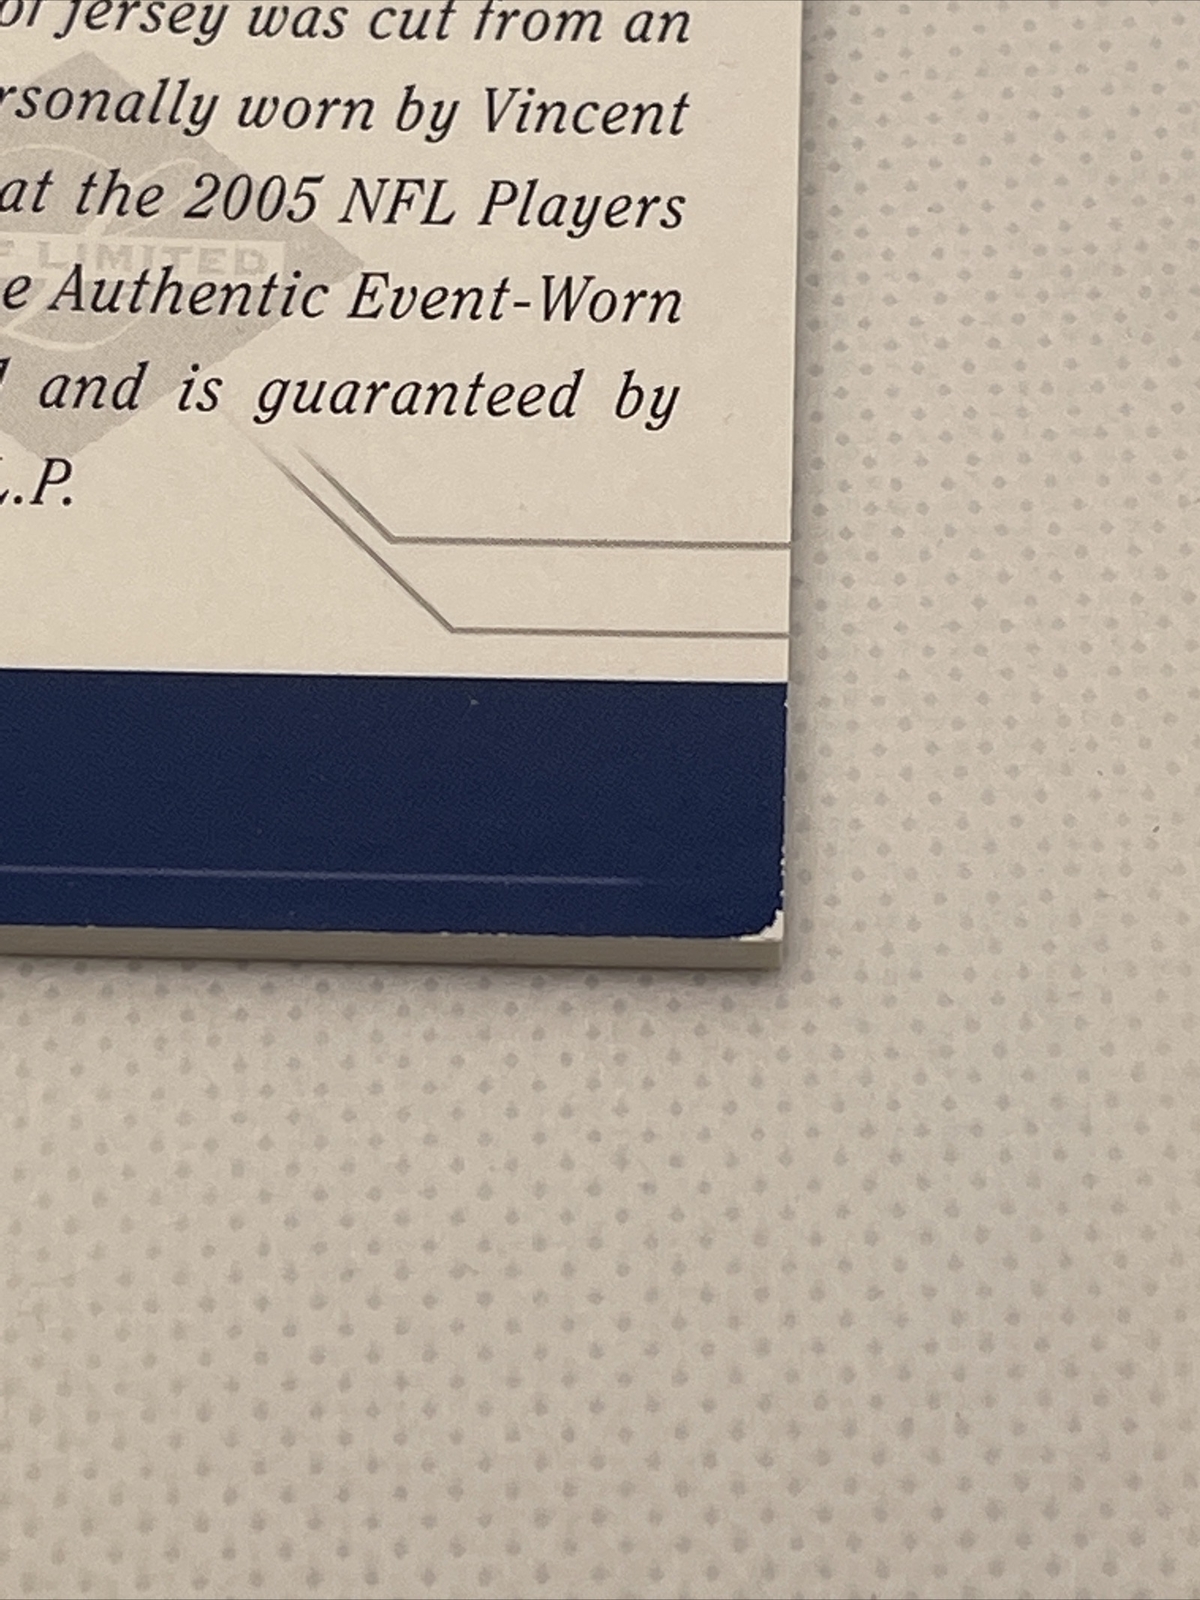 jersey was cut from an
rsonally worn by Vincent
at the 2005 NFL Players
e Authentic Event-Worn
LIMITED
and is guaranteed by
L.P.